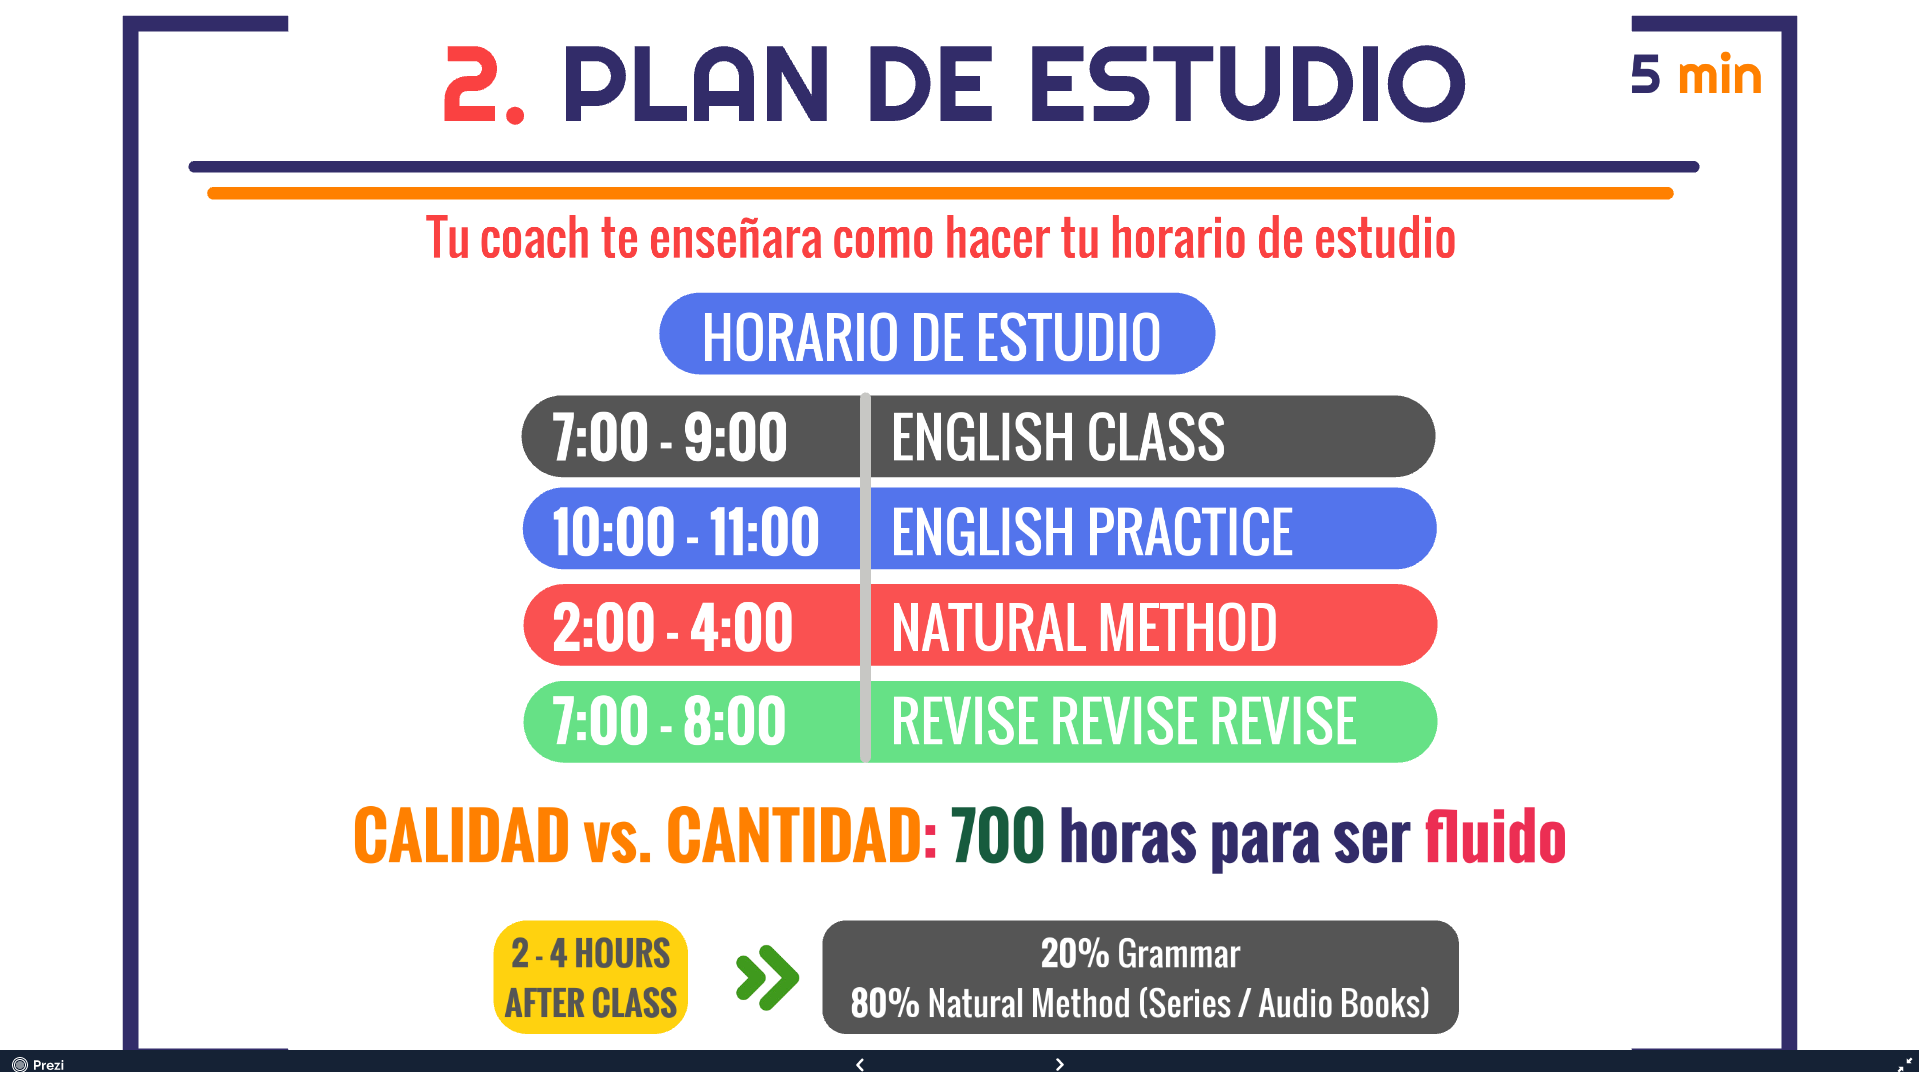 2. PLAN DE ESTUDIO
5 min
Tu coach te enseñara como hacer tu horario de estudio
HORARIO DE ESTUDIO
7:00 - 9:00 ENGLISH CLASS
10:00 - 11:00 ENGLISH PRACTICE
2:00 - 4:00 NATURAL METHOD
7:00 - 8:00 REVISE REVISE REVISE
CALIDAD vs. CANTIDAD: 700 horas para ser fluido
2 - 4 HOURS
AFTER CLASS
20% Grammar
80% Natural Method (Series / Audio Books)
Prezi